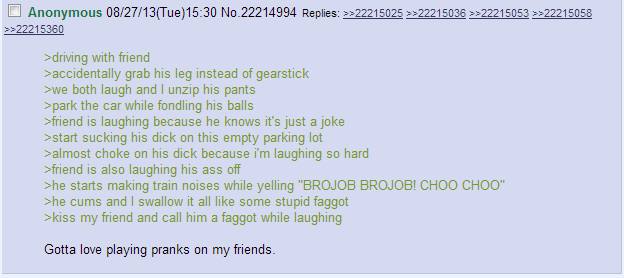 Anonymous 08/27/13(Tue)15:30 No.22214994 Replies: >>22215025 >>22215036 >>22215053 >>22215058
>>22215360
>driving with friend
>accidentally grab his leg instead of gearstick
>we both laugh and I unzip his pants
>park the car while fondling his balls
>friend is laughing because he knows it's just a joke
>start sucking his dick on this empty parking lot
>almost choke on his dick because i'm laughing so hard
>friend is also laughing his ass off
>he starts making train noises while yelling "BROJOB BROJOB! CHOO CHOO"
>he cums and I swallow it all like some stupid faggot
>kiss my friend and call him a faggot while laughing
Gotta love playing pranks on my friends.